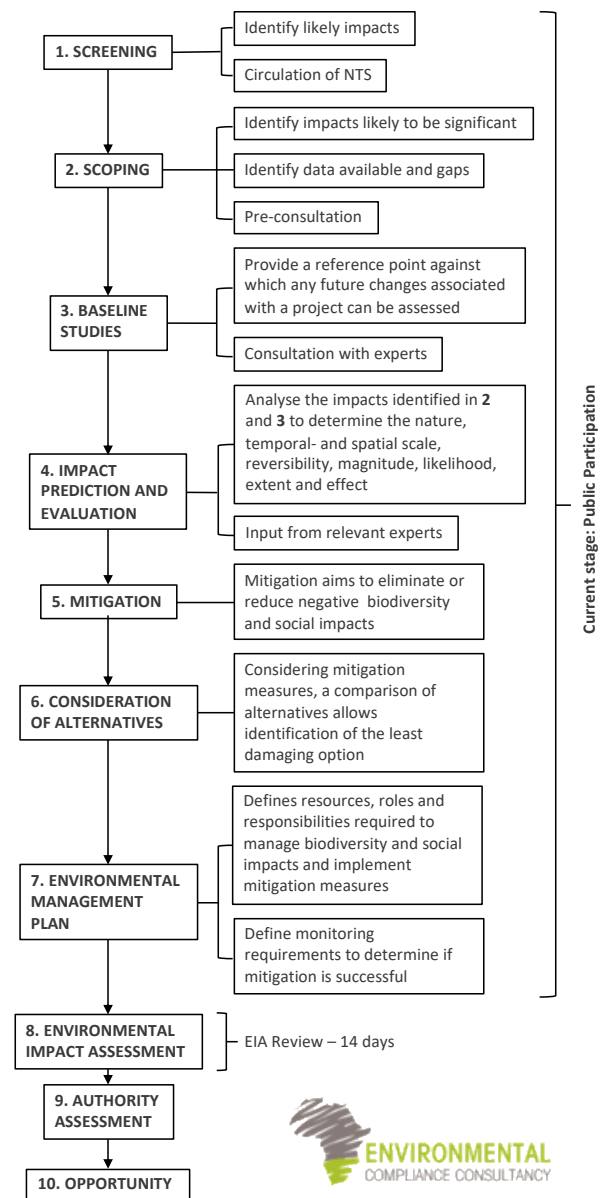 1. SCREENING
Identify likely impacts
Circulation of NTS
2. SCOPING
Identify impacts likely to be significant
Identify data available and gaps
Pre-consultation
3. BASELINE
STUDIES
Provide a reference point against
which any future changes associated
with a project can be assessed
Consultation with experts
4. IMPACT
PREDICTION AND
EVALUATION
Analyse the impacts identified in 2
and 3 to determine the nature,
temporal- and spatial scale,
reversibility, magnitude, likelihood,
extent and effect
Input from relevant experts
5. MITIGATION
Mitigation aims to eliminate or
reduce negative biodiversity
and social impacts
6. CONSIDERATION
OF ALTERNATIVES
Considering mitigation
measures, a comparison of
alternatives allows
identification of the least
damaging option
7. ENVIRONMENTAL
MANAGEMENT
PLAN
Defines resources, roles and
responsibilities required to
manage biodiversity and social
impacts and implement
mitigation measures
Define monitoring
requirements to determine if
mitigation is successful
Current stage: Public Participation
8. ENVIRONMENTAL
IMPACT ASSESSMENT
EIA Review – 14 days
9. AUTHORITY
ASSESSMENT
10. OPPORTUNITY
ENVIRONMENTAL
COMPLIANCE CONSULTANCY